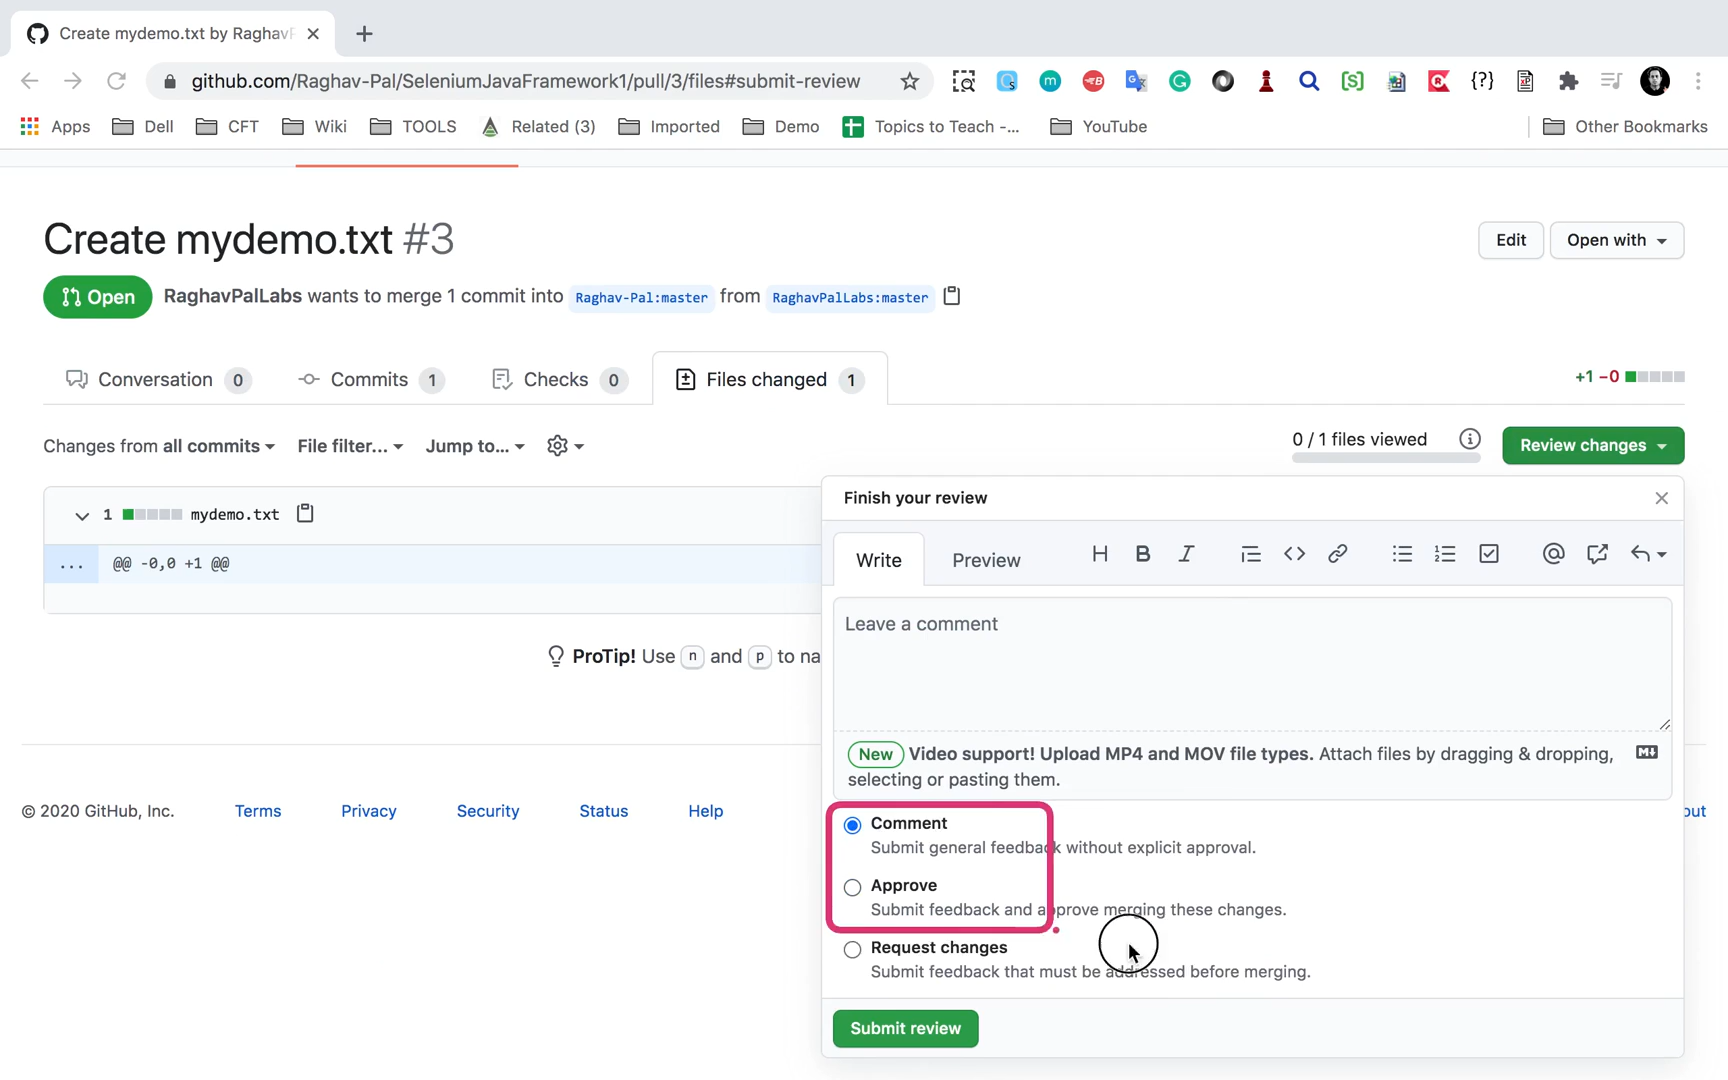 Create mydemo.txt by RaghavP
github.com/Raghav-Pal/SeleniumJavaFramework1/pull/3/files#submit-review
Apps Dell CFT Wiki TOOLS Related (3) Imported Demo Topics to Teach -... YouTube Other Bookmarks
Create mydemo.txt #3
Edit Open with
Open RaghavPalLabs wants to merge 1 commit into Raghav-Pal:master from RaghavPalLabs:master
Conversation 0 Commits 1 Checks 0 Files changed 1 +1 −0
Changes from all commits File filter... Jump to... 0 / 1 files viewed Review changes
1 mydemo.txt
... @@ -0,0 +1 @@
ProTip! Use n and p to na
Finish your review
Write Preview
Leave a comment
New Video support! Upload MP4 and MOV file types. Attach files by dragging & dropping,
selecting or pasting them.
Comment
Submit general feedback without explicit approval.
Approve
Submit feedback and approve merging these changes.
Request changes
Submit feedback that must be addressed before merging.
Submit review
© 2020 GitHub, Inc. Terms Privacy Security Status Help out